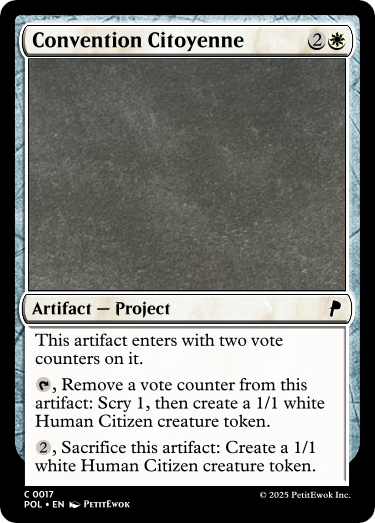 Convention Citoyenne 2
Artifact — Project
This artifact enters with two vote
counters on it.
, Remove a vote counter from this
artifact: Scry 1, then create a 1/1 white
Human Citizen creature token.
2, Sacrifice this artifact: Create a 1/1
white Human Citizen creature token.
C 0017
POL • EN PetitEwok
© 2025 PetitEwok Inc.